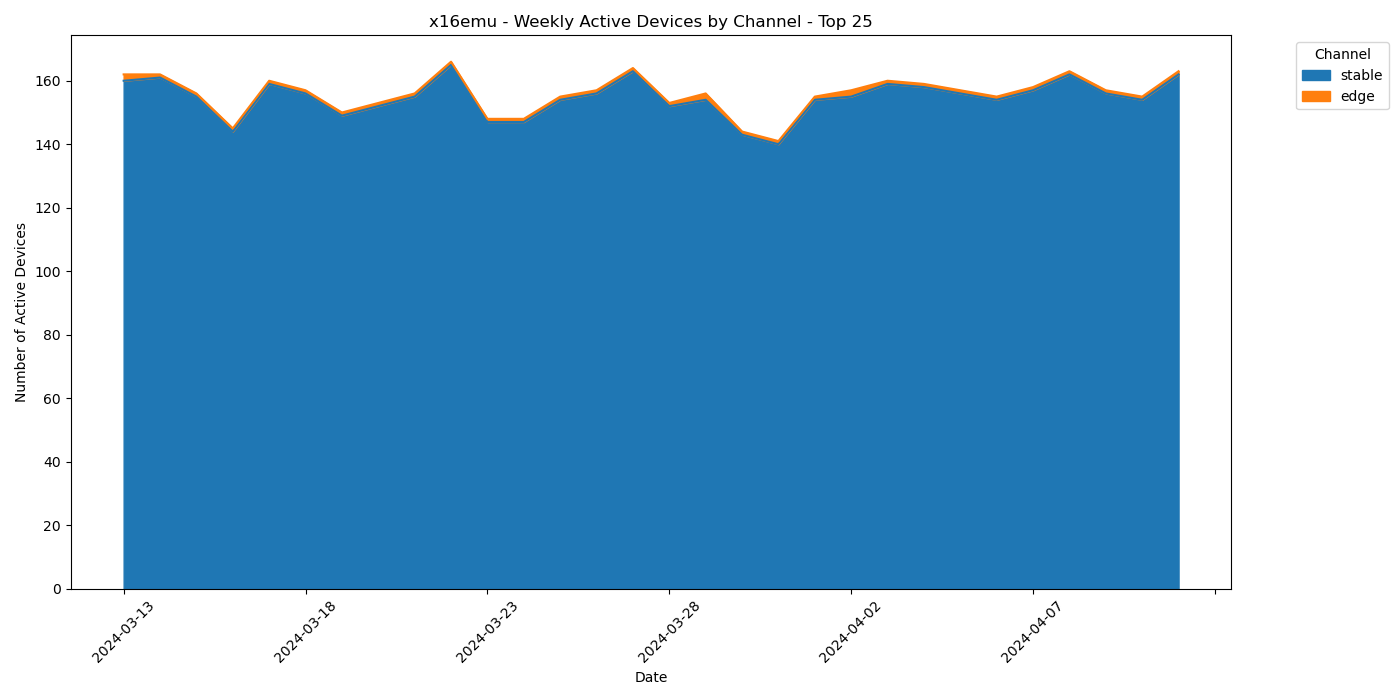 x16emu - Weekly Active Devices by Channel - Top 25
Channel
stable
edge
Number of Active Devices
160
140
120
100
80
60
40
20
0
2024-03-13
2024-03-18
2024-03-23
2024-03-28
2024-04-02
2024-04-07
Date